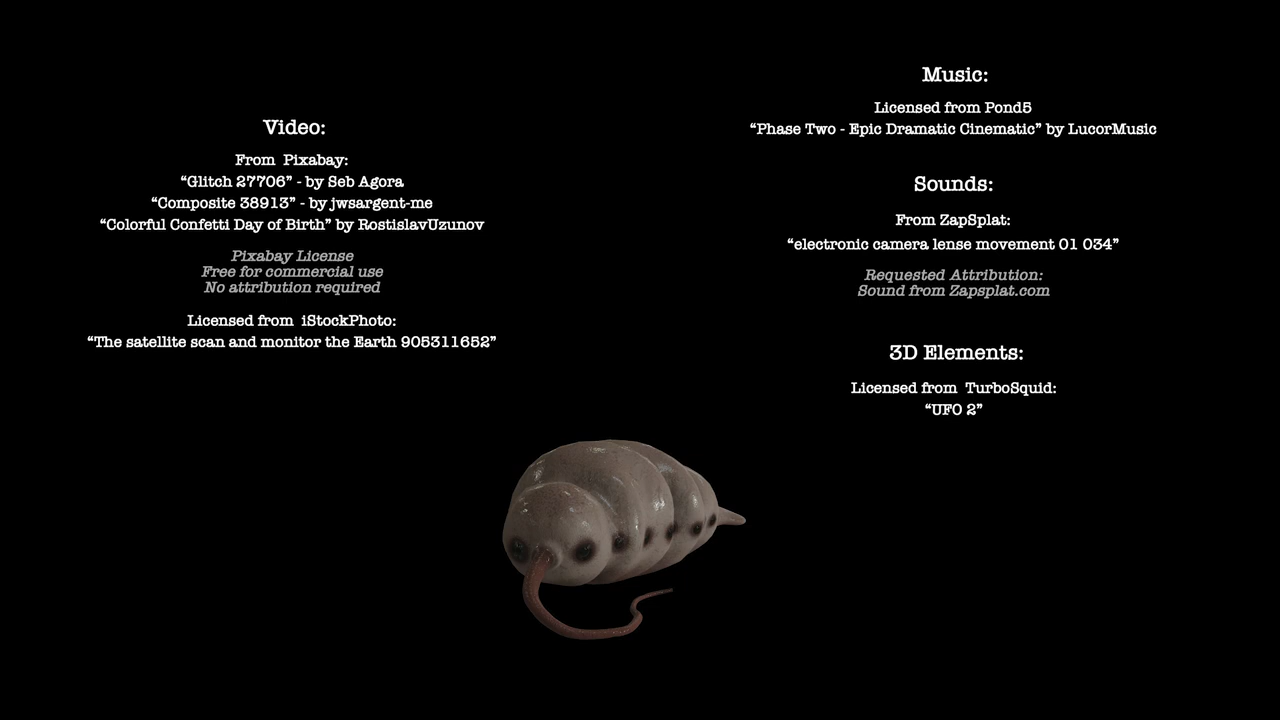 Video:
From  Pixabay:
“Glitch 27706” - by Seb Agora
“Composite 38913” - by jwsargent-me
“Colorful Confetti Day of Birth” by RostislavUzunov
Pixabay License
Free for commercial use
No attribution required
Licensed from  iStockPhoto:
“The satellite scan and monitor the Earth 905311652”
Music:
Licensed from Pond5
“Phase Two - Epic Dramatic Cinematic” by LucorMusic
Sounds:
From ZapSplat:
“electronic camera lense movement 01 034”
Requested Attribution:
Sound from Zapsplat.com
3D Elements:
Licensed from  TurboSquid:
“UFO 2”